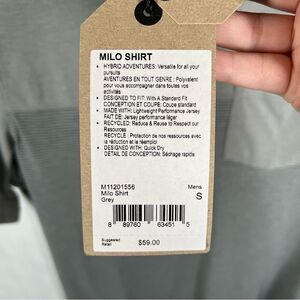 MILO SHIRT
• HYBRID ADVENTURES: Versatile for all your
pursuits
AVENTURES EN TOUT GENRE : Polyvalent
pour vous accompagner dans toutes vos
activités
• DESIGNED TO FIT: With A Standard Fit
CONCEPTION ET COUPE: Coupe standard
• MADE WITH: Lightweight Performance Jersey
FAIT DE: Jersey performance léger
• RECYCLED: Reduce & Reuse to Respect our
Resources
RECYCLÉ : Protection de nos ressources avec
la réduction et le réemploi
• DESIGNED WITH: Quick Dry
DÉTAIL DE CONCEPTION: Séchage rapide
M11201556
Mens
Milo Shirt
S
Grey
8 89760 63451 5
Suggested
Retail
$59.00